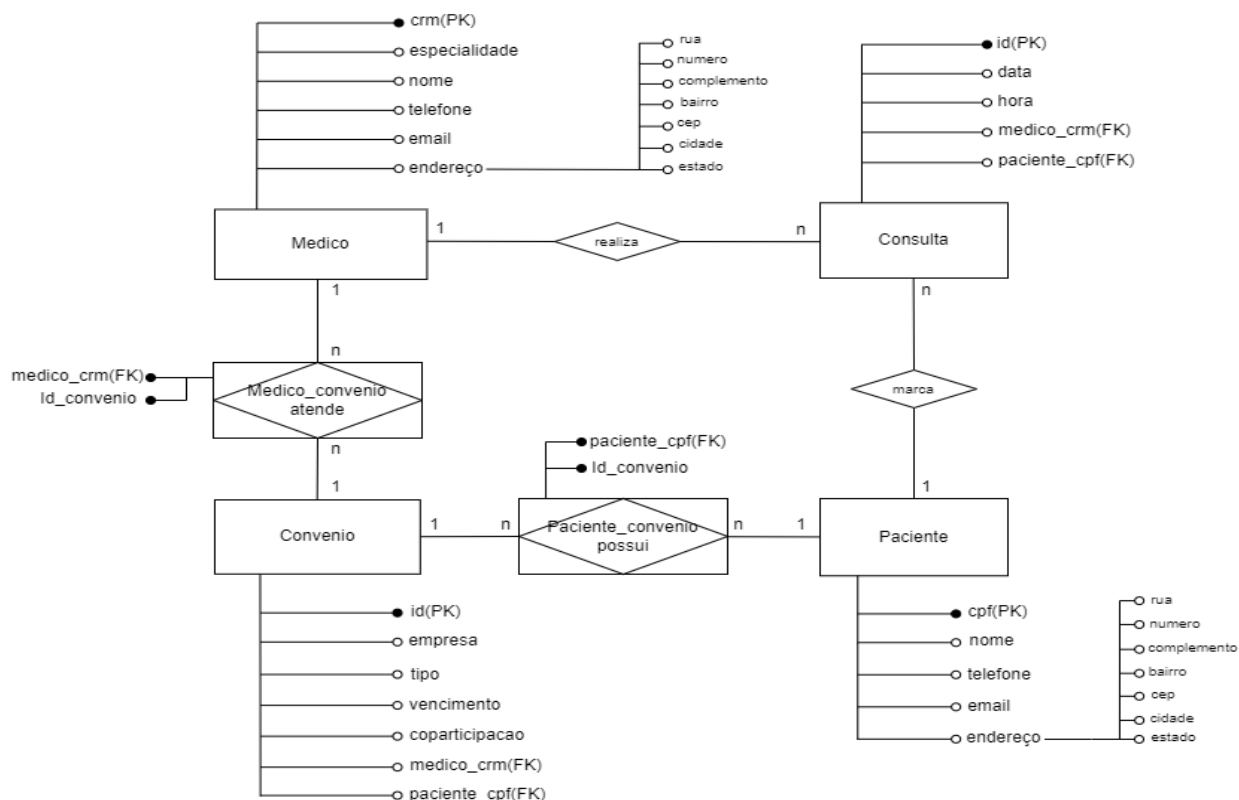 crm(PK)
especialidade
nome
telefone
email
endereço
rua
numero
complemento
bairro
cep
cidade
estado
id(PK)
data
hora
medico_crm(FK)
paciente_cpf(FK)
Medico
1
realiza
n
Consulta
1
n
n
medico_crm(FK)
Id_convenio
Medico_convenio
atende
marca
n
1
paciente_cpf(FK)
Id_convenio
1
Convenio
1
n
Paciente_convenio
possui
n
1
Paciente
id(PK)
empresa
tipo
vencimento
coparticipacao
medico_crm(FK)
paciente_cpf(FK)
cpf(PK)
nome
telefone
email
endereço
rua
numero
complemento
bairro
cep
cidade
estado